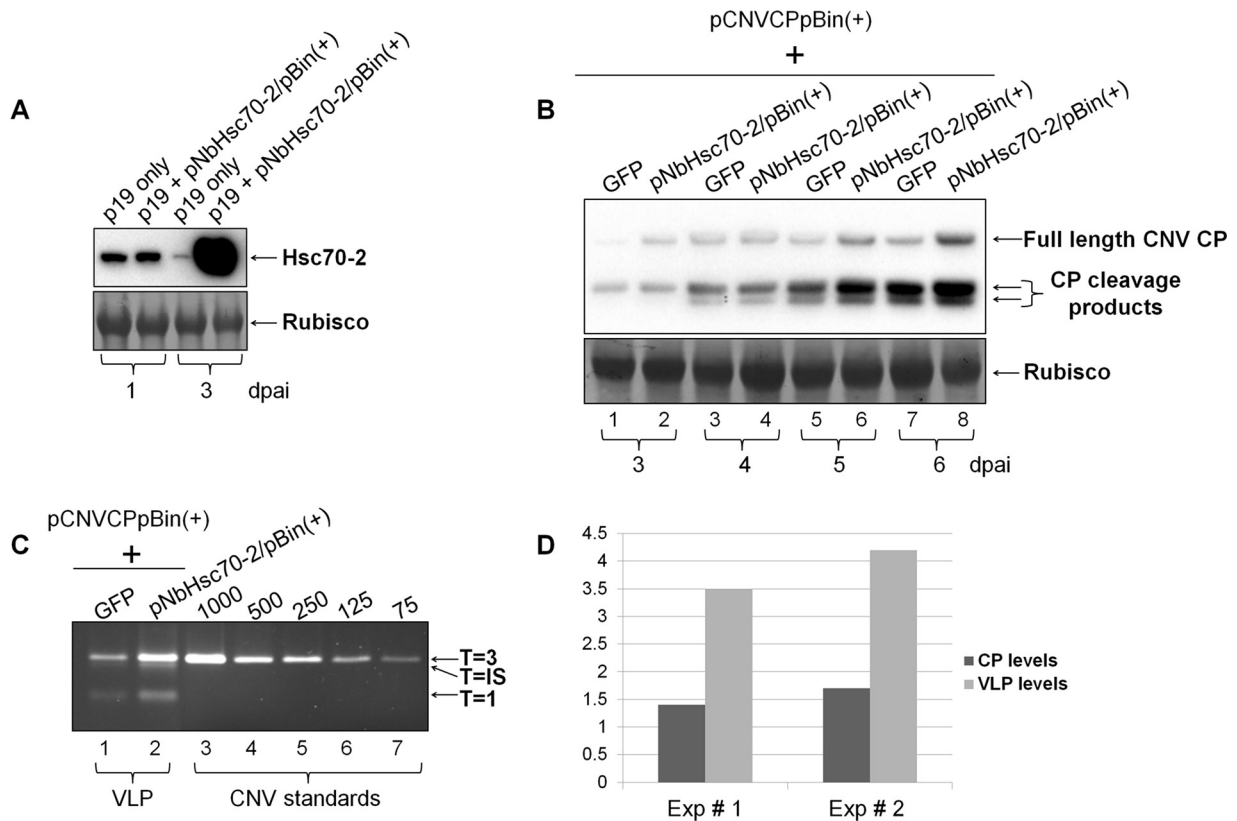 A
p19 only
p19 + pNbHsc70-2/pBin(+)
p19 only
p19 + pNbHsc70-2/pBin(+)
Hsc70-2
Rubisco
1 3 dpai
B
pCNVCPpBin(+)
+
GFP
pNbHsc70-2/pBin(+)
GFP
pNbHsc70-2/pBin(+)
GFP
pNbHsc70-2/pBin(+)
GFP
pNbHsc70-2/pBin(+)
Full length CNV CP
CP cleavage
products
Rubisco
1 2 3 4 5 6 7 8
3 4 5 6 dpai
C
pCNVCPpBin(+)
+
GFP
pNbHsc70-2/pBin(+)
1000 500 250 125 75
T=3
T=IS
T=1
1 2 3 4 5 6 7
VLP CNV standards
D
4.5
4
3.5
3
2.5
2
1.5
1
0.5
0
Exp # 1 Exp # 2
CP levels
VLP levels